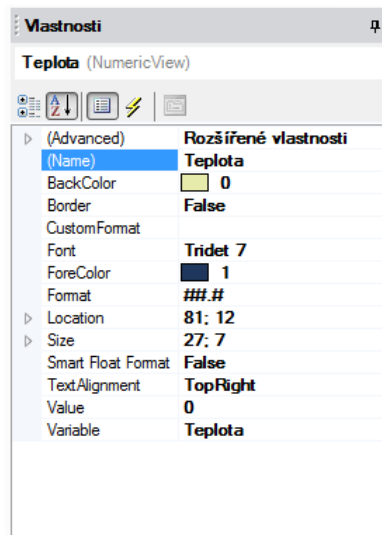 Vlastnosti
Teplota (NumericView)
(Advanced) Rozšířené vlastnosti
(Name) Teplota
BackColor 0
Border False
CustomFormat
Font Tridet 7
ForeColor 1
Format ###.#
Location 81; 12
Size 27; 7
Smart Float Format False
TextAlignment TopRight
Value 0
Variable Teplota